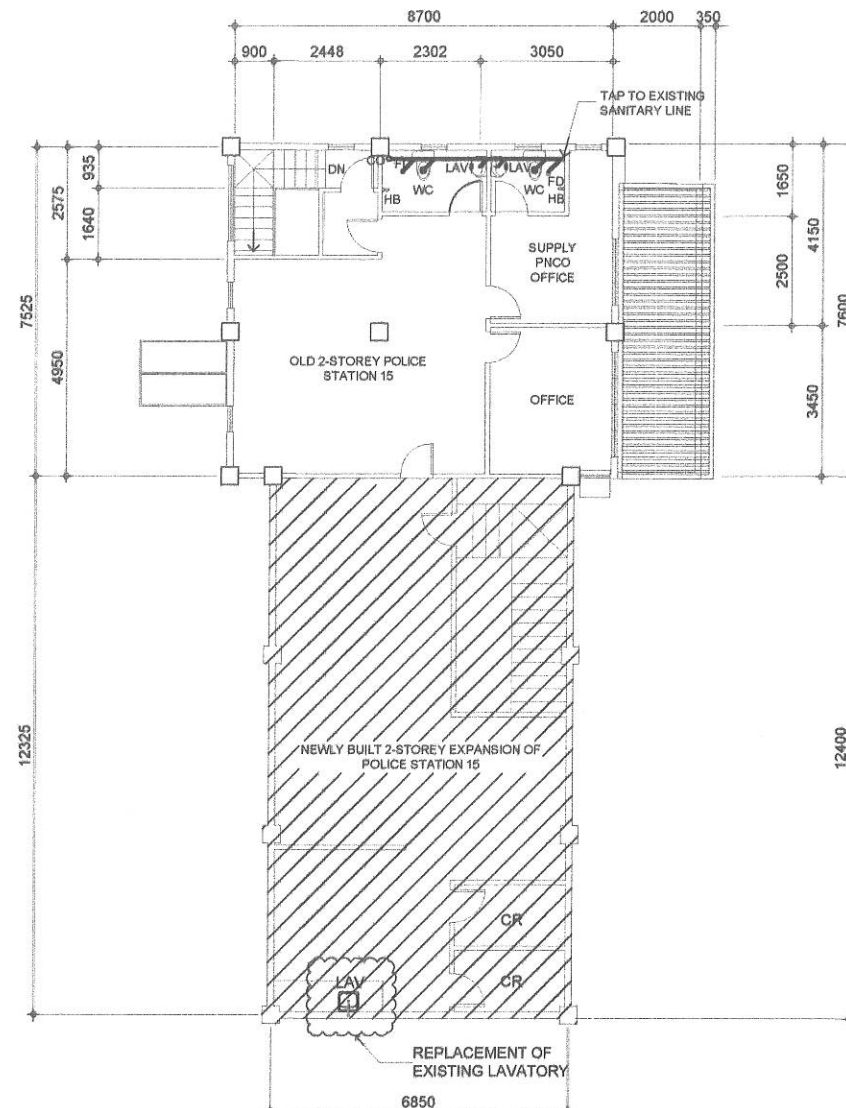 8700
2000
350
900
2448
2302
3050
TAP TO EXISTING
SANITARY LINE
DN
CO
FD
LAV
LAV
WC
WC
FD
HB
HB
935
2575
1640
7525
4950
1650
4150
2500
7600
3450
SUPPLY
PNCO
OFFICE
OLD 2-STOREY POLICE
STATION 15
OFFICE
12325
12400
NEWLY BUILT 2-STOREY EXPANSION OF
POLICE STATION 15
CR
CR
LAV
REPLACEMENT OF
EXISTING LAVATORY
6850